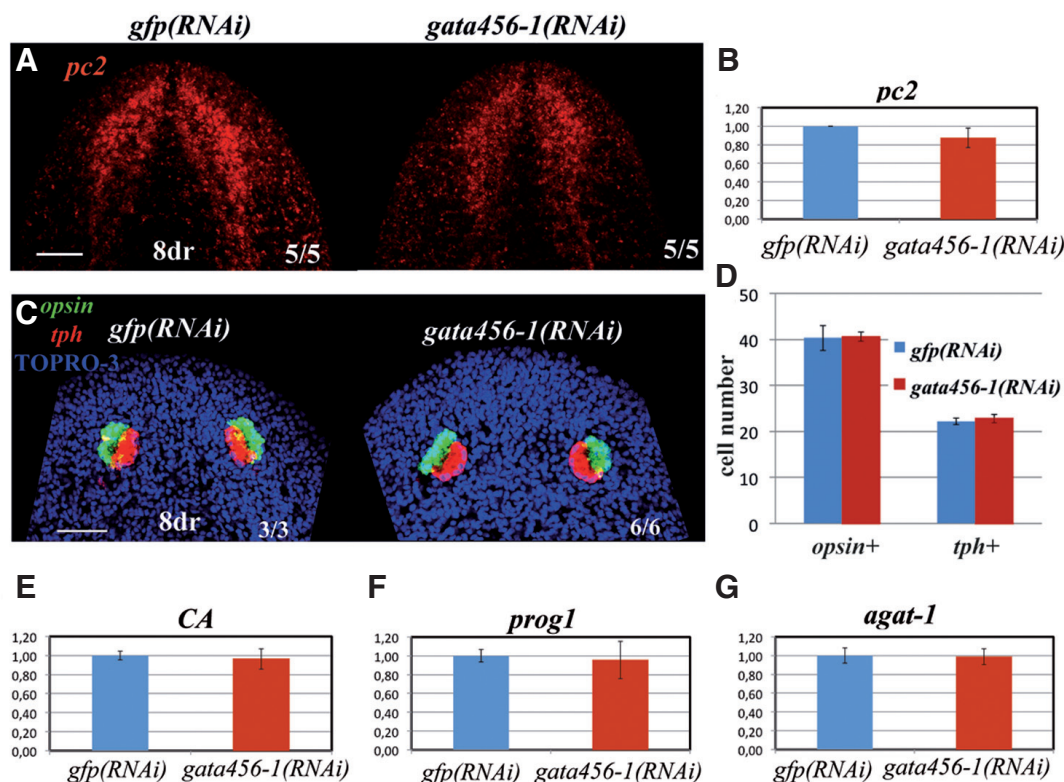 gfp(RNAi) gata456-1(RNAi)
A
pc2
8dr 5/5 5/5
B
pc2
1,20
1,00
0,80
0,60
0,40
0,20
0,00
gfp(RNAi) gata456-1(RNAi)
C
opsin
tph
TOPRO-3
gfp(RNAi) gata456-1(RNAi)
8dr 3/3 6/6
D
50
40
30
20
10
0
cell number
gfp(RNAi)
gata456-1(RNAi)
opsin+ tph+
E
CA
1,20
1,00
0,80
0,60
0,40
0,20
0,00
gfp(RNAi) gata456-1(RNAi)
F
prog1
1,20
1,00
0,80
0,60
0,40
0,20
0,00
gfp(RNAi) gata456-1(RNAi)
G
agat-1
1,20
1,00
0,80
0,60
0,40
0,20
0,00
gfp(RNAi) gata456-1(RNAi)